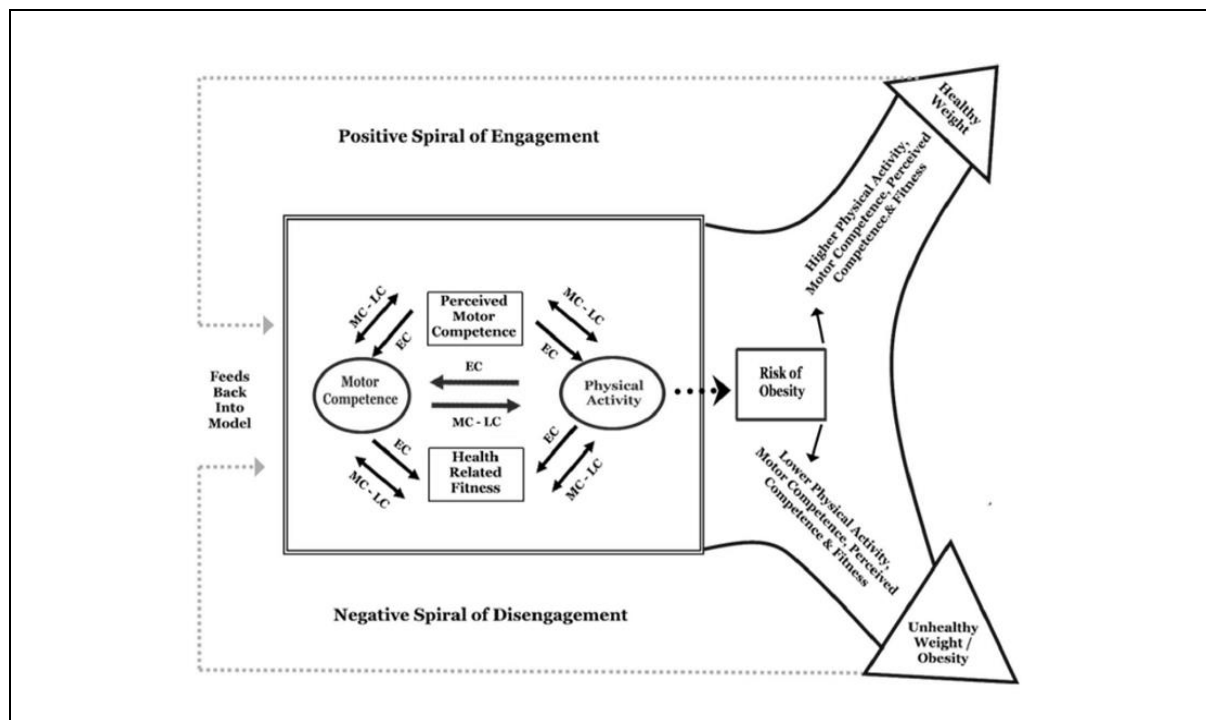 Healthy
Weight
Positive Spiral of Engagement
Higher Physical Activity,
Motor Competence, Perceived
Competence & Fitness
MC - LC
EC
Perceived
Motor
Competence
MC - LC
EC
Feeds
Back
Into
Model
Motor
Competence
EC
MC - LC
Physical
Activity
Risk of
Obesity
EC
MC - LC
Health
Related
Fitness
EC
MC - LC
Lower Physical Activity,
Motor Competence, Perceived
Competence & Fitness
Negative Spiral of Disengagement
Unhealthy
Weight /
Obesity